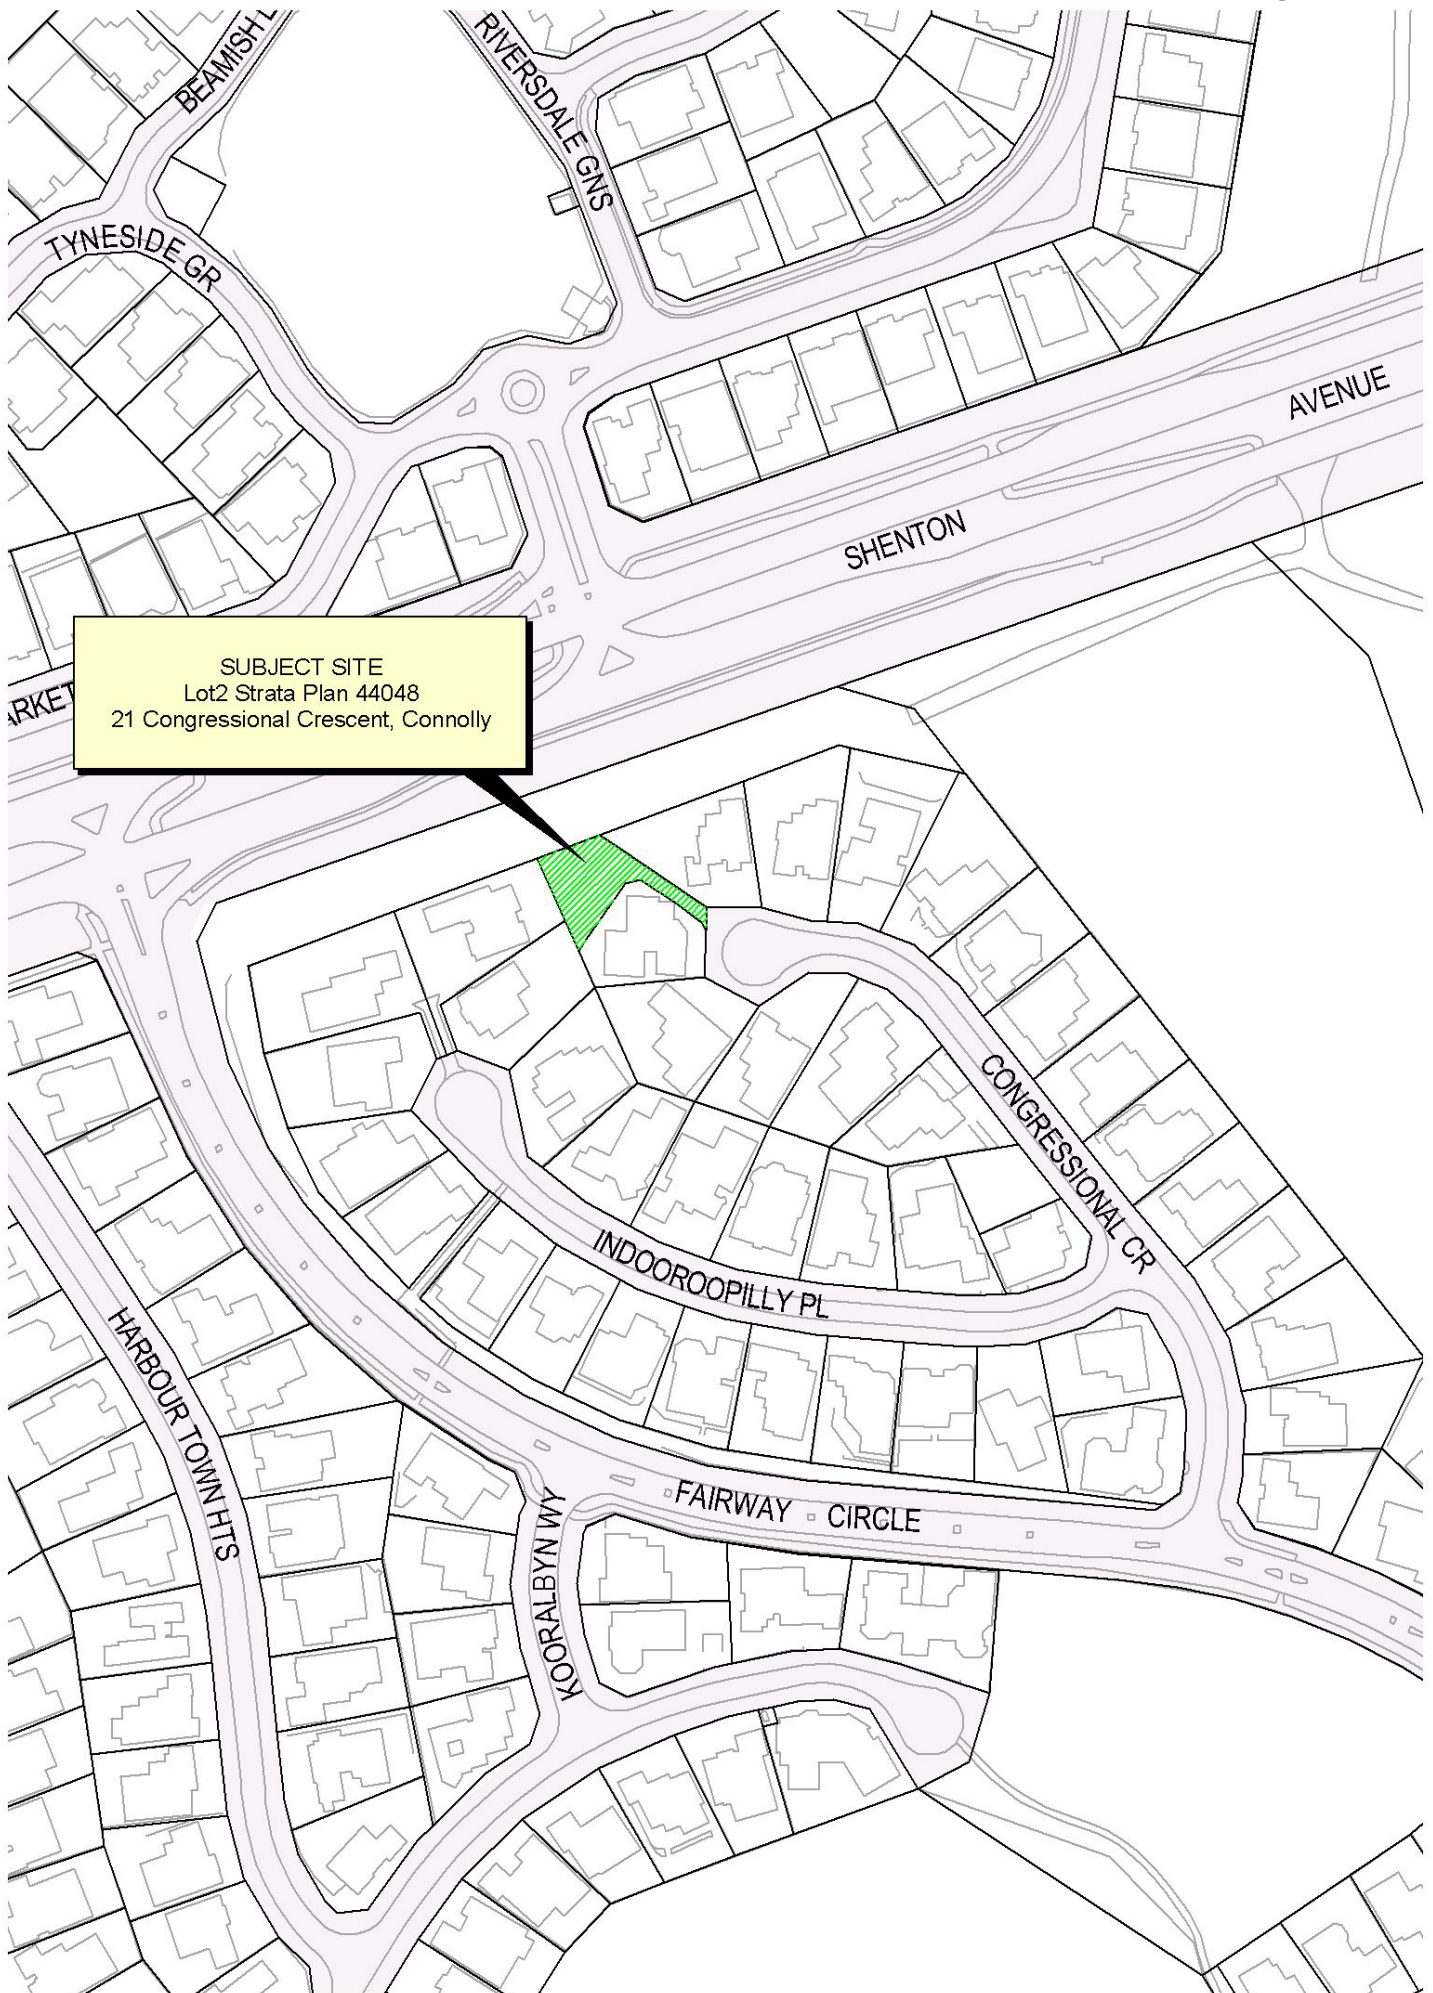 BEAMISH
RIVERSDALE GNS
TYNESIDE GR
AVENUE
SHENTON
SUBJECT SITE
Lot2 Strata Plan 44048
21 Congressional Crescent, Connolly
ARKET
CONGRESSIONAL CR
INDOOROOPILLY PL
HARBOUR TOWN HTS
FAIRWAY CIRCLE
KOORALBYN WY